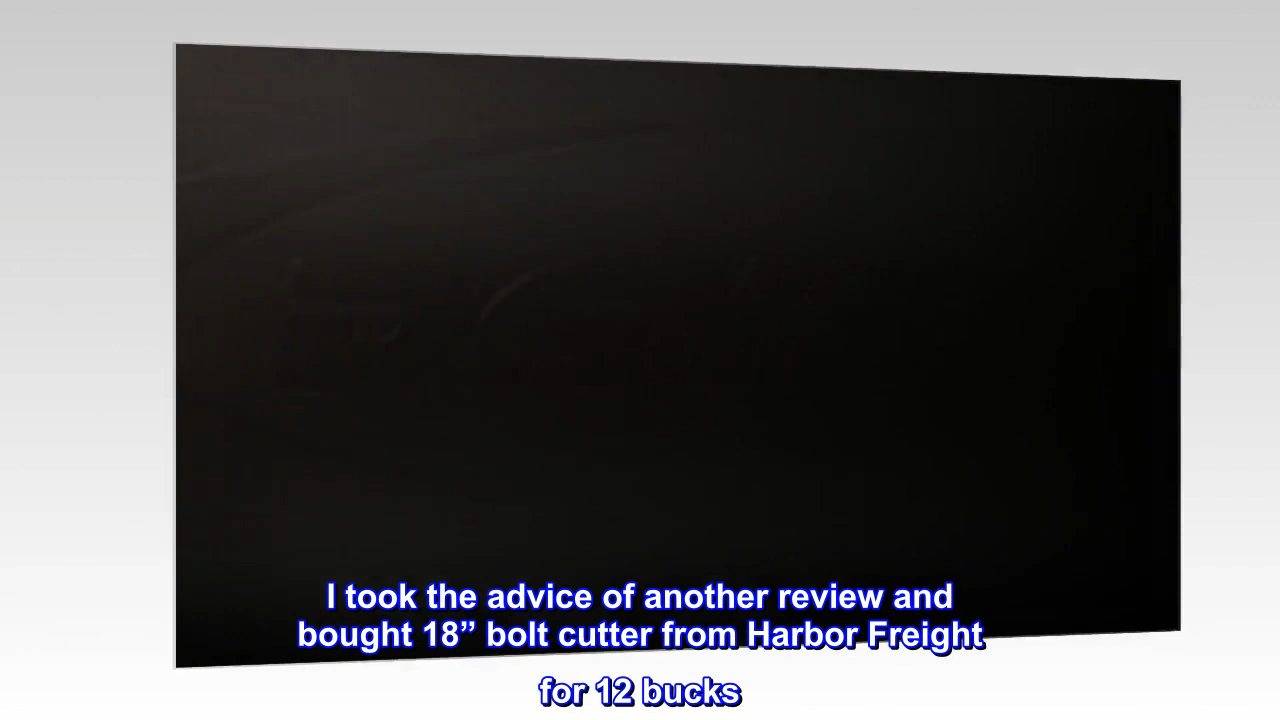 I took the advice of another review and
bought 18” bolt cutter from Harbor Freight
for 12 bucks